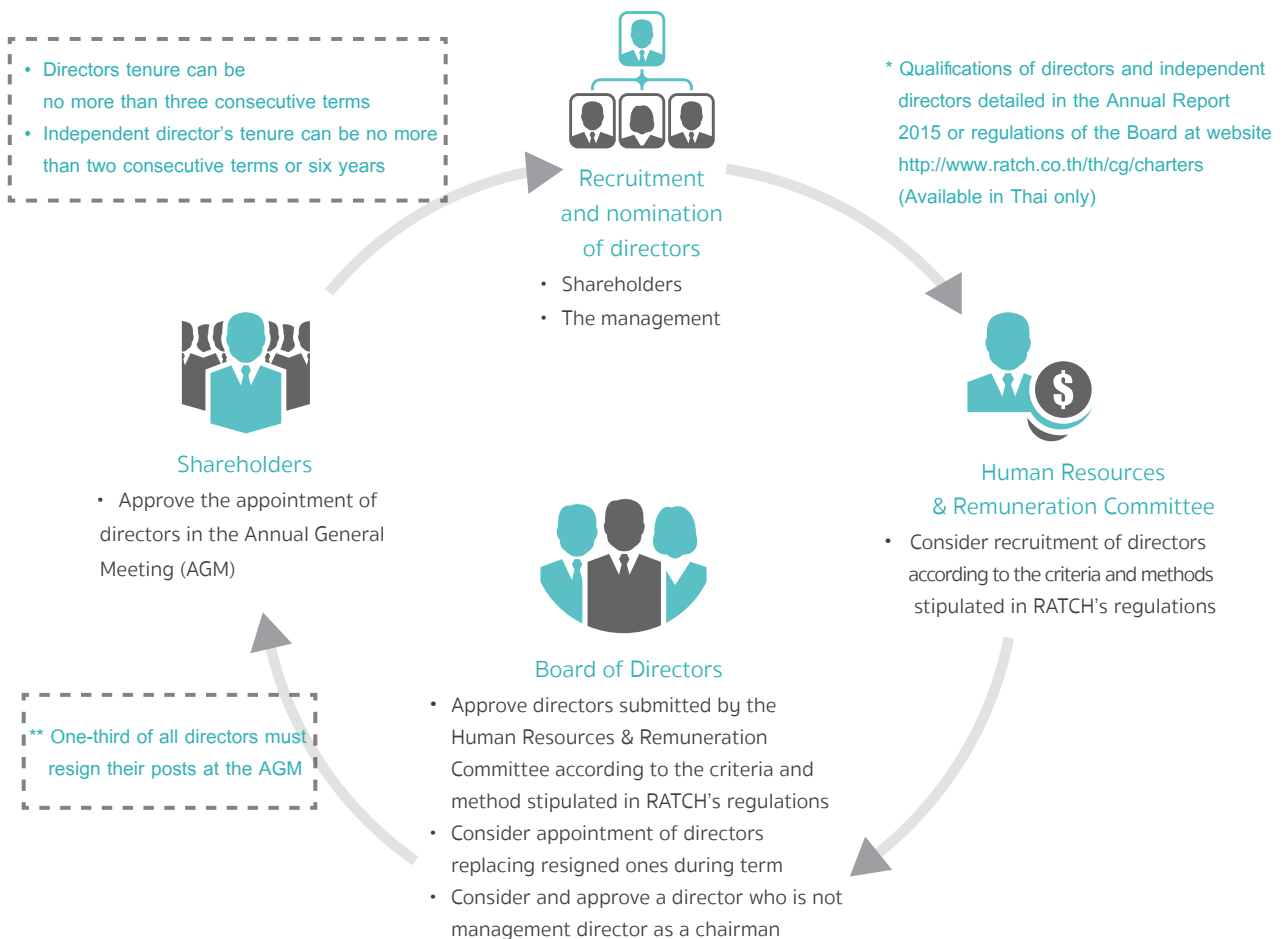 • Directors tenure can be
no more than three consecutive terms
• Independent director's tenure can be no more
than two consecutive terms or six years
Recruitment
and nomination
of directors
• Shareholders
• The management
* Qualifications of directors and independent
directors detailed in the Annual Report
2015 or regulations of the Board at website
http://www.ratch.co.th/th/cg/charters
(Available in Thai only)
$
Human Resources
& Remuneration Committee
• Consider recruitment of directors
according to the criteria and methods
stipulated in RATCH's regulations
Board of Directors
• Approve directors submitted by the
Human Resources & Remuneration
Committee according to the criteria and
method stipulated in RATCH's regulations
• Consider appointment of directors
replacing resigned ones during term
• Consider and approve a director who is not
management director as a chairman
Shareholders
• Approve the appointment of
directors in the Annual General
Meeting (AGM)
** One-third of all directors must
resign their posts at the AGM